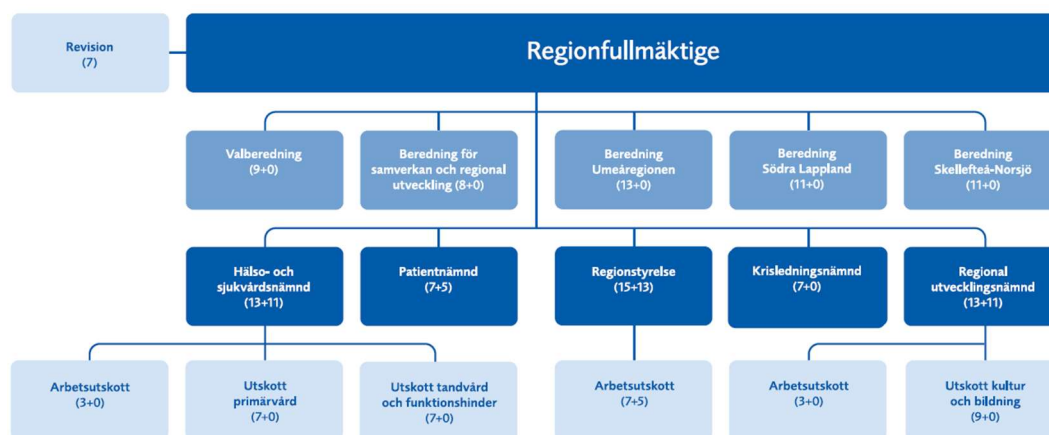 Revision
(7)
Regionfullmäktige
Valberedning
(9+0)
Beredning för
samverkan och regional
utveckling (8+0)
Beredning
Umeåregionen
(13+0)
Beredning
Södra Lappland
(11+0)
Beredning
Skellefteå-Norsjö
(11+0)
Hälso- och
sjukvårdsnämnd
(13+11)
Patientnämnd
(7+5)
Regionstyrelse
(15+13)
Krisledningsnämnd
(7+0)
Regional
utvecklingsnämnd
(13+11)
Arbetsutskott
(3+0)
Utskott
primärvård
(7+0)
Utskott tandvård
och funktionshinder
(7+0)
Arbetsutskott
(7+5)
Arbetsutskott
(3+0)
Utskott kultur
och bildning
(9+0)